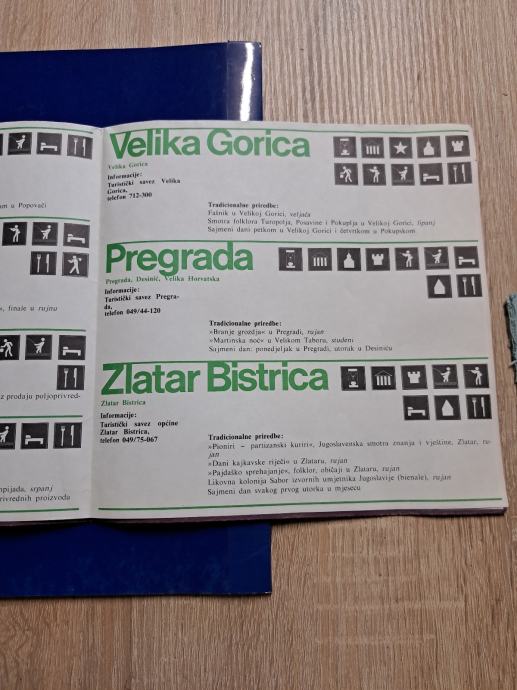 m u Popovači
», finale u rujnu
z prodaju poljoprivred-
mpijada, srpanj
privrednih proizvoda
Velika Gorica
Velika Gorica
Informacije:
Turistički savez Velika
Gorica,
telefon 712-300
Tradicionalne priredbe:
Fašnik u Velikoj Gorici, veljača
Smotra folklora Turopolja, Posavine i Pokuplja u Velikoj Gorici, lipanj
Sajmeni dani petkom u Velikoj Gorici i četvrtkom u Pokupskom
Pregrada
Pregrada, Desinić, Velika Horvatska
Informacije:
Turistički savez Pregra-
da,
telefon 049/44-120
Tradicionalne priredbe:
»Branje grozdja« u Pregradi, rujan
»Martinska noć« u Velikom Taboru, studeni
Sajmeni dan: ponedjeljak u Pregradi, utorak u Desiniću
Zlatar Bistrica
Zlatar Bistrica
Informacije:
Turistički savez općine
Zlatar Bistrica,
telefon 049/75-067
Tradicionalne priredbe:
»Pioniri – partizanski kuriri«, Jugoslavenska smotra znanja i vještine, Zlatar, ru-
jan
»Dani kajkavske riječi« u Zlataru, rujan
»Pajdaško sprehajanje«, folklor, običaji u Zlataru, rujan
Likovna kolonija Sabor izvornih umjetnika Jugoslavije (bienale), rujan
Sajmeni dan svakog prvog utorka u mjesecu